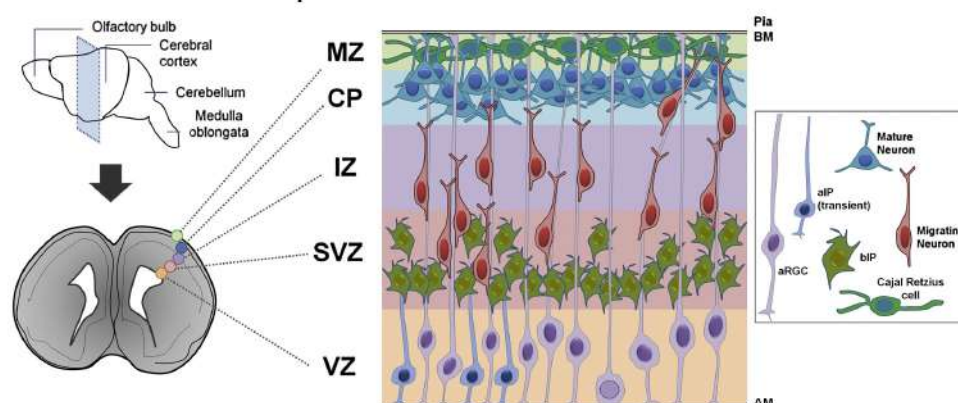 Olfactory bulb
Cerebral
cortex
Cerebellum
Medulla
oblongata
MZ
CP
IZ
SVZ
VZ
Pia
BM
Mature
Neuron
aIP
(transient)
Migratin
Neuron
bIP
aRGC
Cajal Retzius
cell